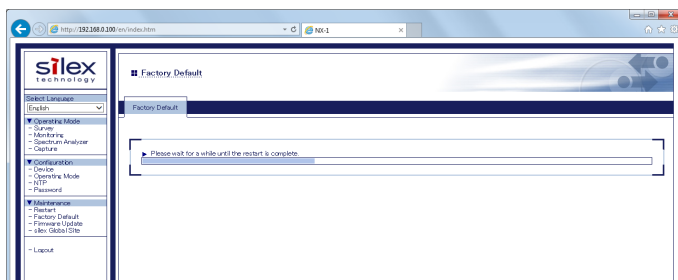 http://192.168.0.100/en/index.htm
NX-1
silex
technology
Factory Default
Select Language
English
Factory Default
▼ Operating Mode
- Survey
- Monitoring
- Spectrum Analyzer
- Capture
▶ Please wait for a while until the restart is complete.
▼ Configuration
- Device
- Operating Mode
- NTP
- Password
▼ Maintenance
- Restart
- Factory Default
- Firmware Update
- silex Global Site
- Logout